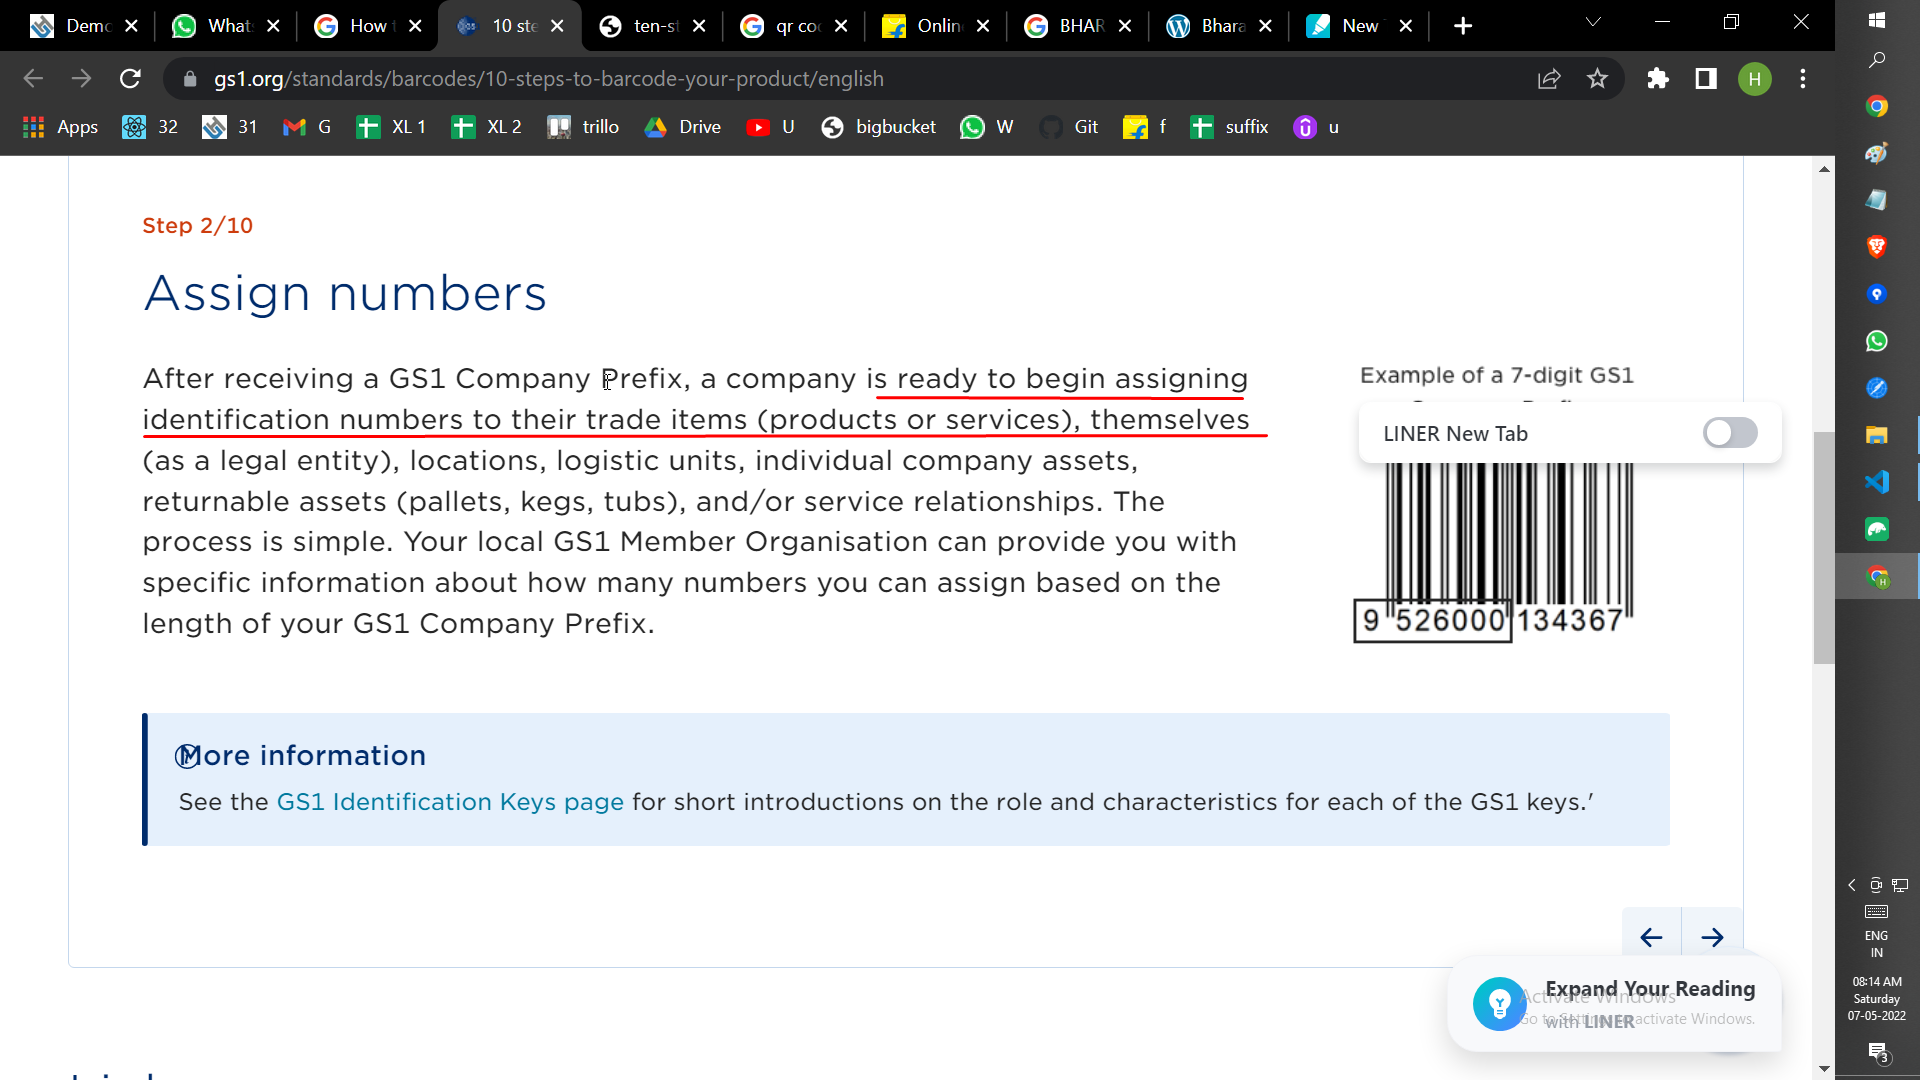 Demo
Whats
How t
10 ste
ten-st
qr co
Online
BHAR
Bhara
New
gs1.org/standards/barcodes/10-steps-to-barcode-your-product/english
H
Apps
32
31
G
XL 1
XL 2
trillo
Drive
U
bigbucket
W
Git
f
suffix
u
Step 2/10
Assign numbers
After receiving a GS1 Company Prefix, a company is ready to begin assigning
identification numbers to their trade items (products or services), themselves
(as a legal entity), locations, logistic units, individual company assets,
returnable assets (pallets, kegs, tubs), and/or service relationships. The
process is simple. Your local GS1 Member Organisation can provide you with
specific information about how many numbers you can assign based on the
length of your GS1 Company Prefix.
Example of a 7-digit GS1
LINER New Tab
9 526000 134367
More information
See the GS1 Identification Keys page for short introductions on the role and characteristics for each of the GS1 keys.'
Expand Your Reading
with LINER
Activate Windows
Go to Settings to activate Windows.
ENG
IN
08:14 AM
Saturday
07-05-2022
3